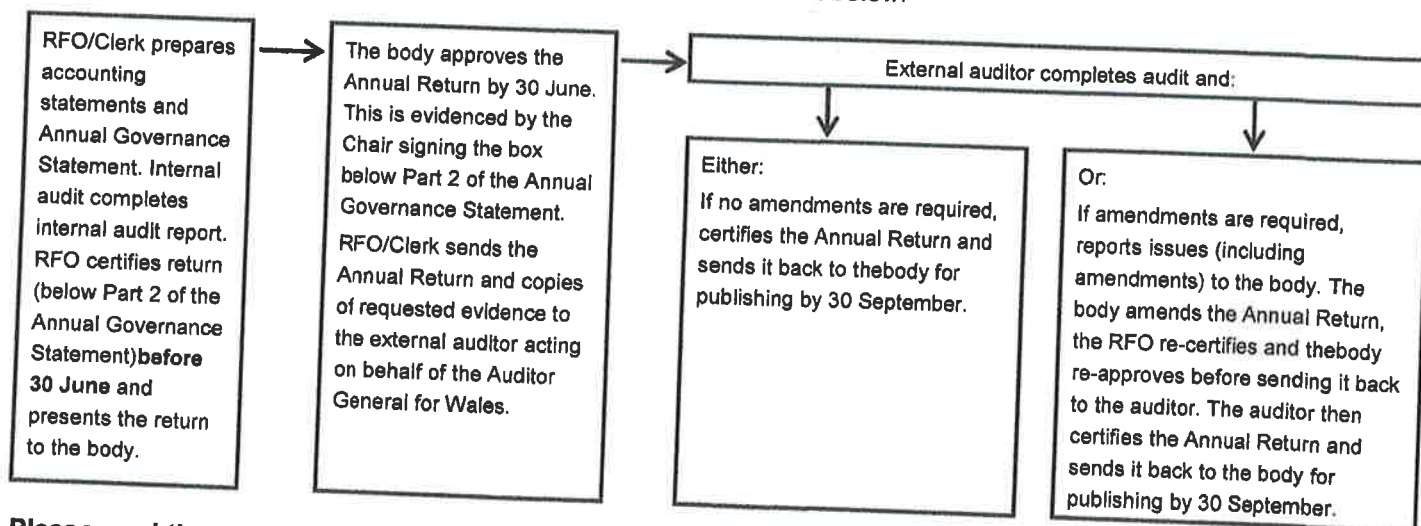 RFO/Clerk prepares
accounting
statements and
Annual Governance
Statement. Internal
audit completes
internal audit report.
RFO certifies return
(below Part 2 of the
Annual Governance
Statement)before
30 June and
presents the return
to the body.
The body approves the
Annual Return by 30 June.
This is evidenced by the
Chair signing the box
below Part 2 of the Annual
Governance Statement.
RFO/Clerk sends the
Annual Return and copies
of requested evidence to
the external auditor acting
on behalf of the Auditor
General for Wales.
External auditor completes audit and:
Either:
If no amendments are required,
certifies the Annual Return and
sends it back to thebody for
publishing by 30 September.
Or:
If amendments are required,
reports issues (including
amendments) to the body. The
body amends the Annual Return,
the RFO re-certifies and thebody
re-approves before sending it back
to the auditor. The auditor then
certifies the Annual Return and
sends it back to the body for
publishing by 30 September.